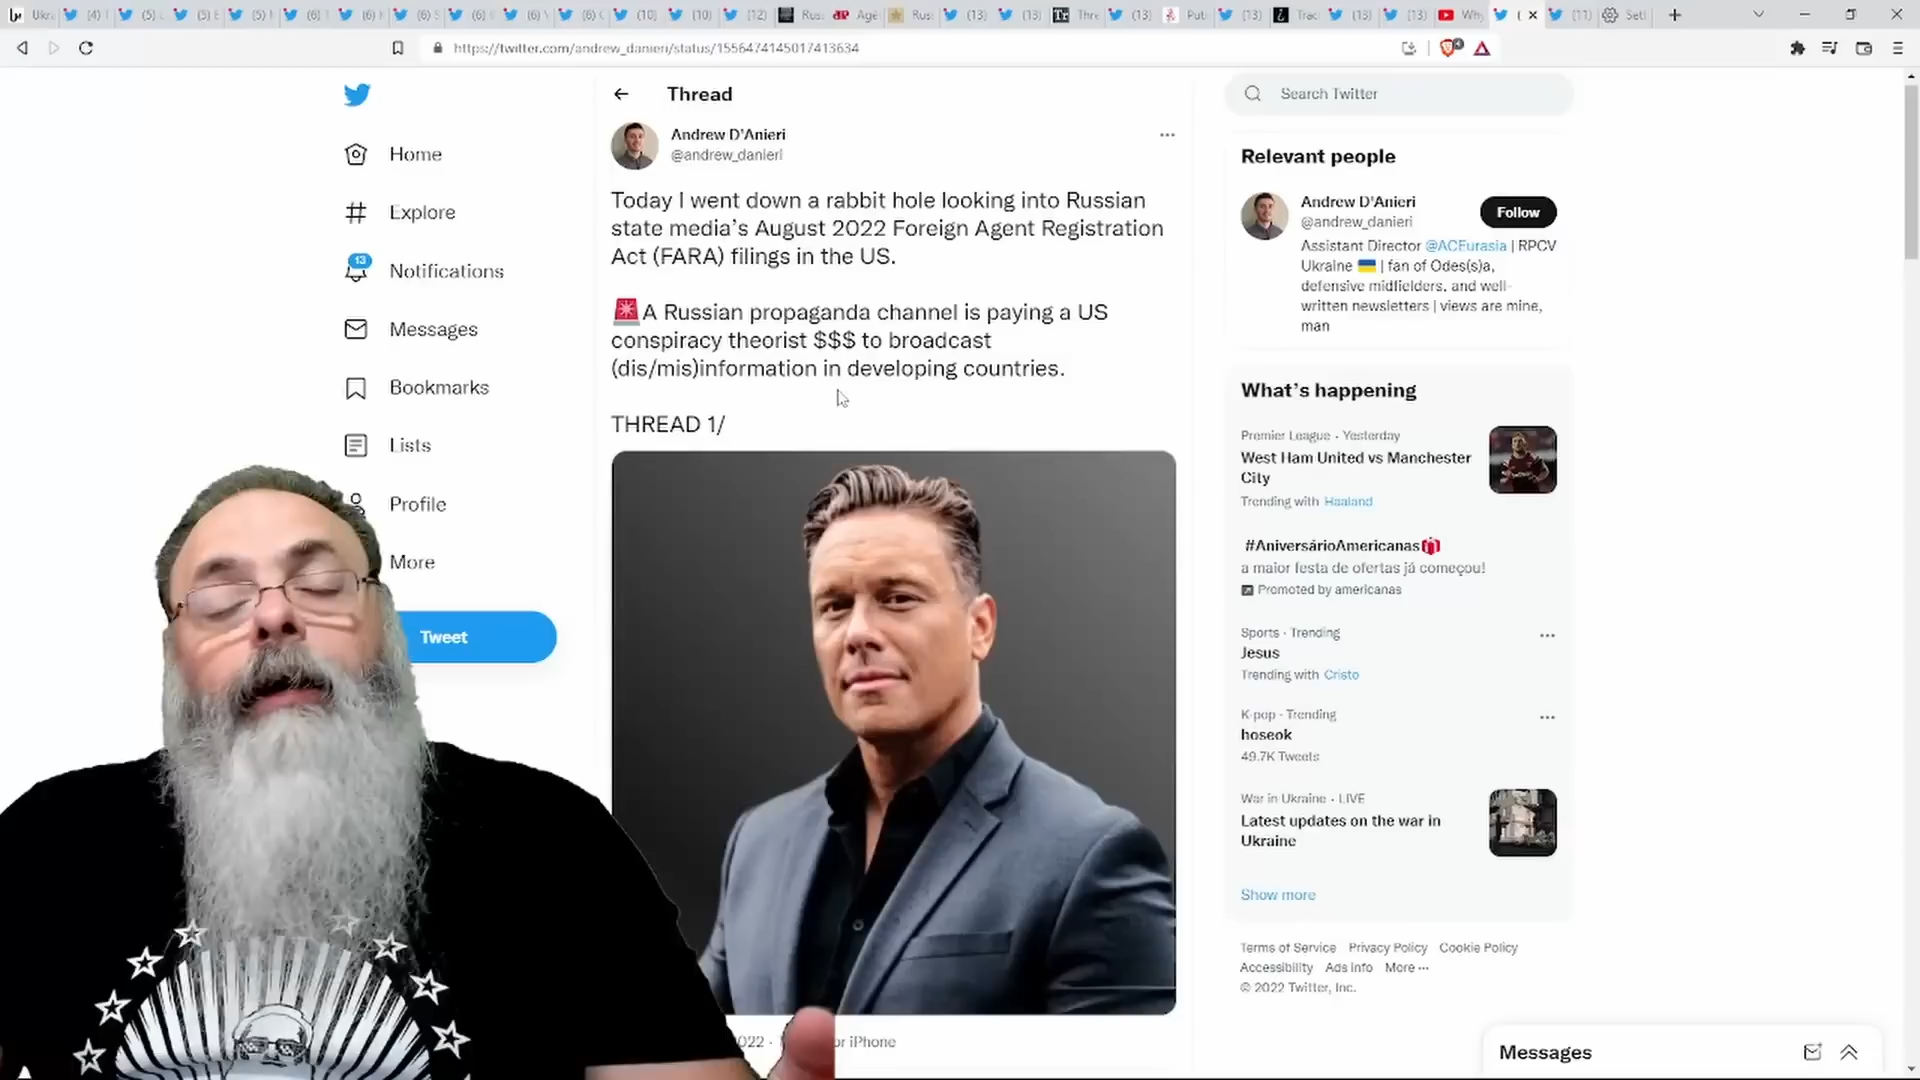 https://twitter.com/andrew_danieri/status/1556474145017413634
Home
Explore
13
Notifications
Messages
Bookmarks
Lists
Profile
More
Tweet
Thread
Andrew D'Anieri
@andrew_danieri
Today I went down a rabbit hole looking into Russian
state media's August 2022 Foreign Agent Registration
Act (FARA) filings in the US.
A Russian propaganda channel is paying a US
conspiracy theorist $$$ to broadcast
(dis/mis)information in developing countries.
THREAD 1/
iPhone
Search Twitter
Relevant people
Andrew D'Anieri
@andrew_danieri
Follow
Assistant Director @ACEurasia | RPCV
Ukraine 🇺🇦 | fan of Odes(s)a,
defensive midfielders, and well-
written newsletters | views are mine,
man
What's happening
Premier League · Yesterday
West Ham United vs Manchester
City
Trending with Haaland
#AniversárioAmericanas
a maior festa de ofertas já começou!
Promoted by americanas
Sports · Trending
Jesus
Trending with Cristo
K-pop · Trending
hoseok
49.7K Tweets
War in Ukraine · LIVE
Latest updates on the war in
Ukraine
Show more
Terms of Service Privacy Policy Cookie Policy
Accessibility Ads info More ···
© 2022 Twitter, Inc.
Messages